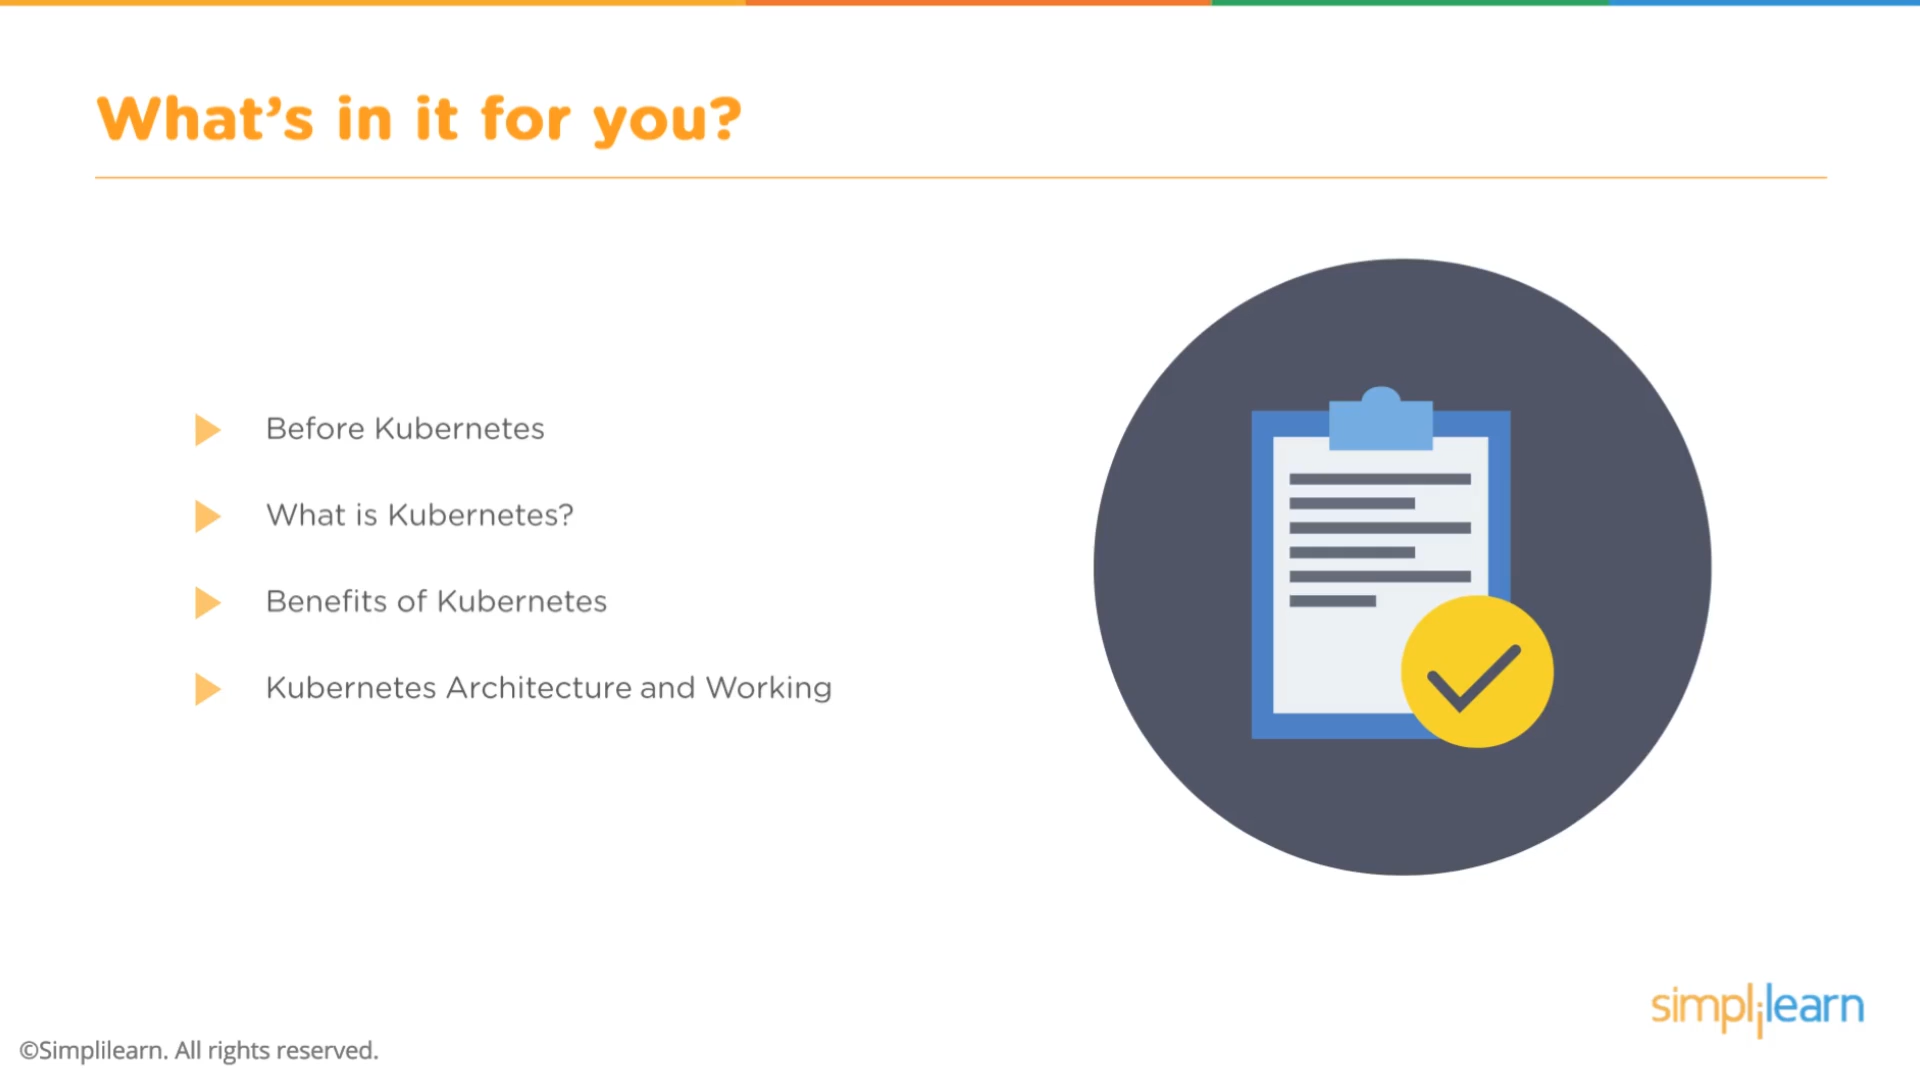 What’s in it for you?
Before Kubernetes
What is Kubernetes?
Benefits of Kubernetes
Kubernetes Architecture and Working
simplilearn
©Simplilearn. All rights reserved.